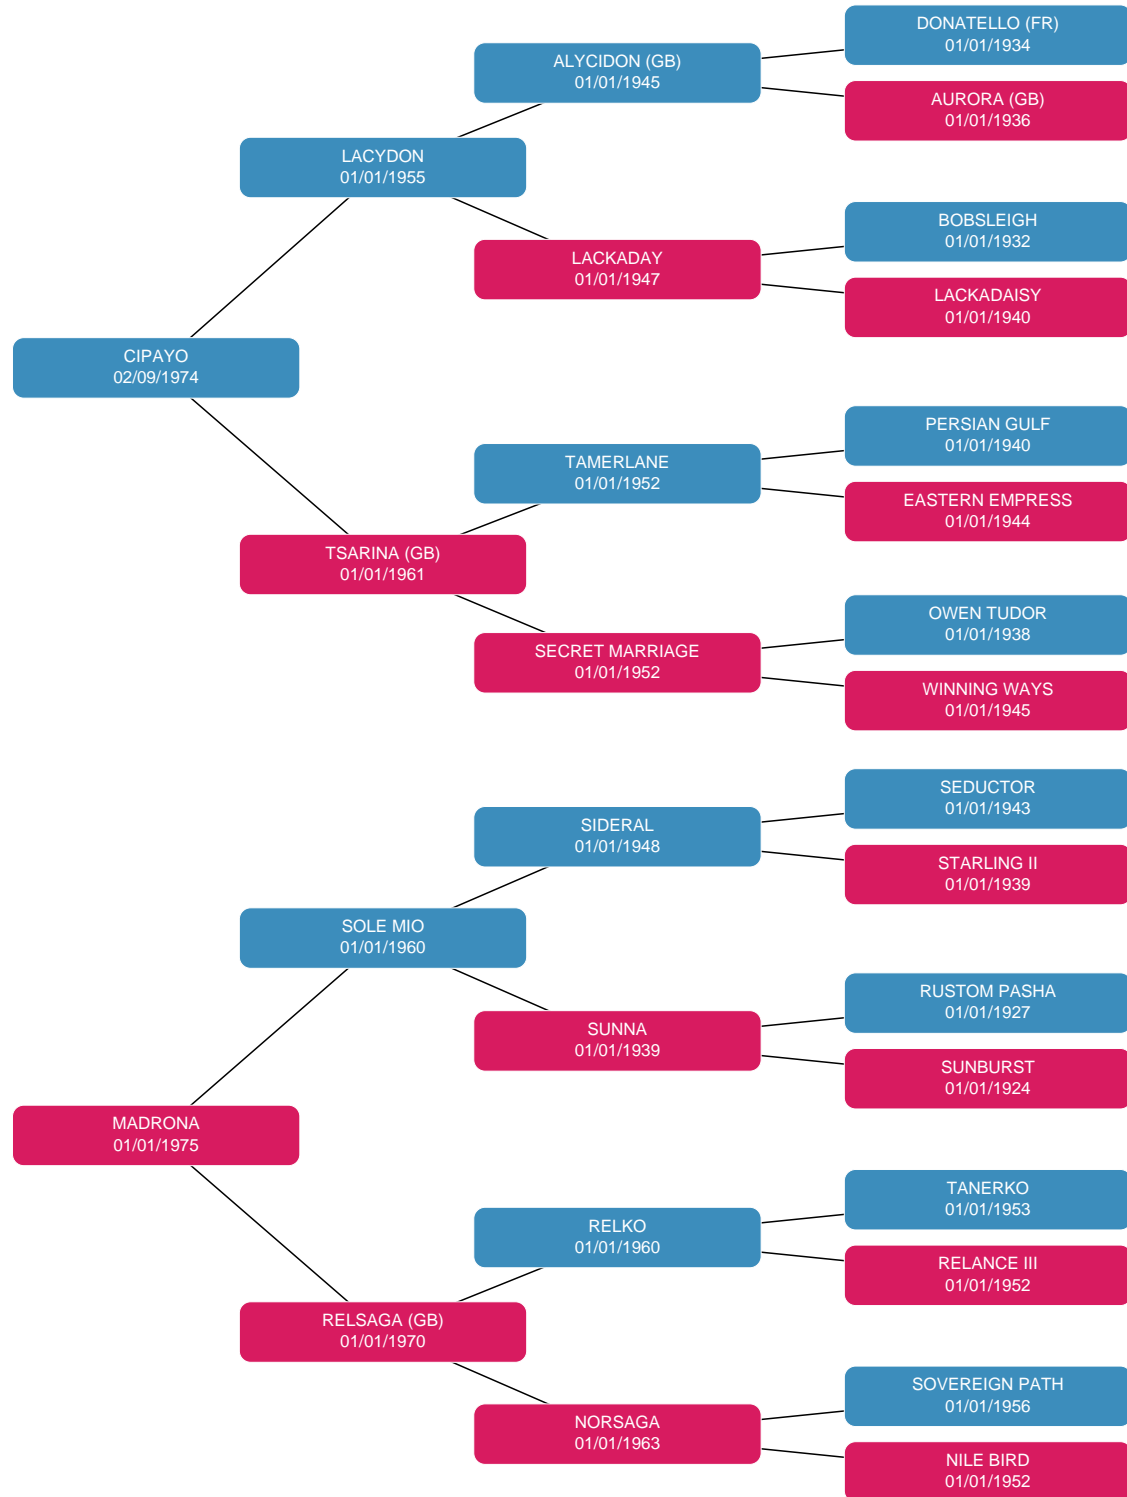 DONATELLO (FR)
01/01/1934
ALYCIDON (GB)
01/01/1945
AURORA (GB)
01/01/1936
LACYDON
01/01/1955
BOBSLEIGH
01/01/1932
LACKADAY
01/01/1947
LACKADAISY
01/01/1940
CIPAYO
02/09/1974
PERSIAN GULF
01/01/1940
TAMERLANE
01/01/1952
EASTERN EMPRESS
01/01/1944
TSARINA (GB)
01/01/1961
OWEN TUDOR
01/01/1938
SECRET MARRIAGE
01/01/1952
WINNING WAYS
01/01/1945
SEDUCTOR
01/01/1943
SIDERAL
01/01/1948
STARLING II
01/01/1939
SOLE MIO
01/01/1960
RUSTOM PASHA
01/01/1927
SUNNA
01/01/1939
SUNBURST
01/01/1924
MADRONA
01/01/1975
TANERKO
01/01/1953
RELKO
01/01/1960
RELANCE III
01/01/1952
RELSAGA (GB)
01/01/1970
SOVEREIGN PATH
01/01/1956
NORSAGA
01/01/1963
NILE BIRD
01/01/1952